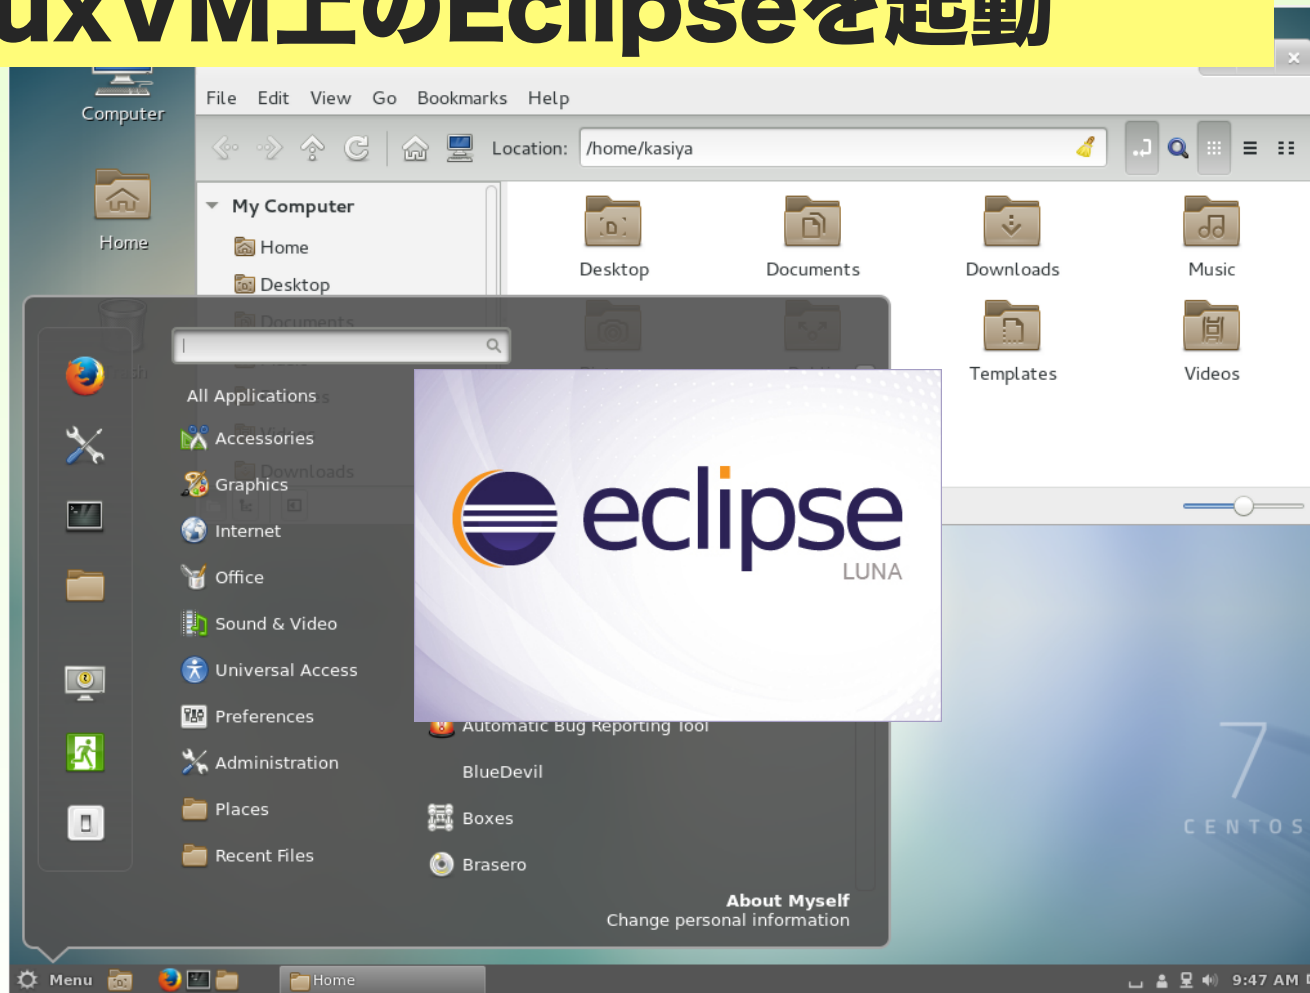 uxVM上のEclipseを起動
Computer
File Edit View Go Bookmarks Help
Location: /home/kasiya
My Computer
Home
Home
Desktop
Desktop
Documents
Downloads
Music
Documents
Templates
Videos
All Applications
Accessories
Videos
Downloads
Graphics
Internet
Office
Sound & Video
Universal Access
Preferences
Administration
Places
Recent Files
eclipse
LUNA
Automatic Bug Reporting Tool
BlueDevil
Boxes
Brasero
About Myself
Change personal information
7
CENTOS
Menu
Home
9:47 AM